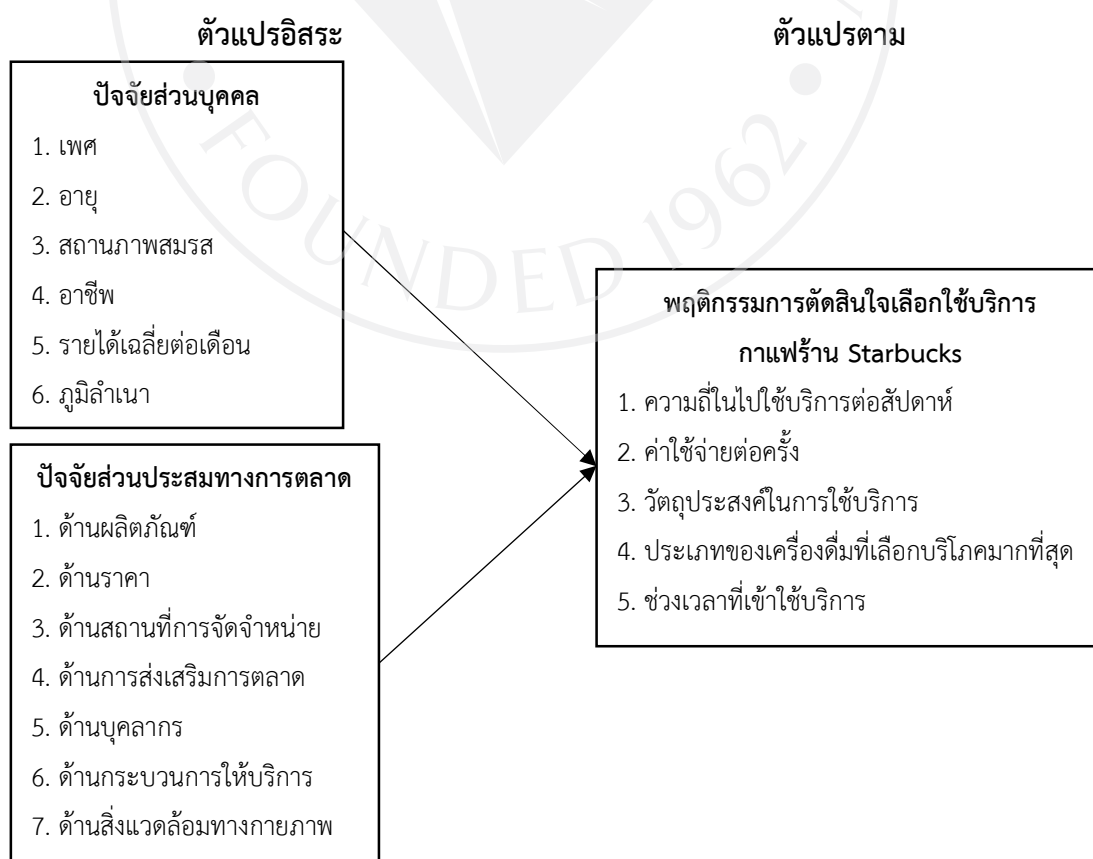 ตัวแปรอิสระ
ตัวแปรตาม
ปัจจัยส่วนบุคคล
1. เพศ
2. อายุ
3. สถานภาพสมรส
4. อาชีพ
5. รายได้เฉลี่ยต่อเดือน
6. ภูมิลำเนา
ปัจจัยส่วนประสมทางการตลาด
1. ด้านผลิตภัณฑ์
2. ด้านราคา
3. ด้านสถานที่การจัดจำหน่าย
4. ด้านการส่งเสริมการตลาด
5. ด้านบุคลากร
6. ด้านกระบวนการให้บริการ
7. ด้านสิ่งแวดล้อมทางกายภาพ
พฤติกรรมการตัดสินใจเลือกใช้บริการ
กาแฟร้าน Starbucks
1. ความถี่ในไปใช้บริการต่อสัปดาห์
2. ค่าใช้จ่ายต่อครั้ง
3. วัตถุประสงค์ในการใช้บริการ
4. ประเภทของเครื่องดื่มที่เลือกบริโภคมากที่สุด
5. ช่วงเวลาที่เข้าใช้บริการ
FOUNDED 1962